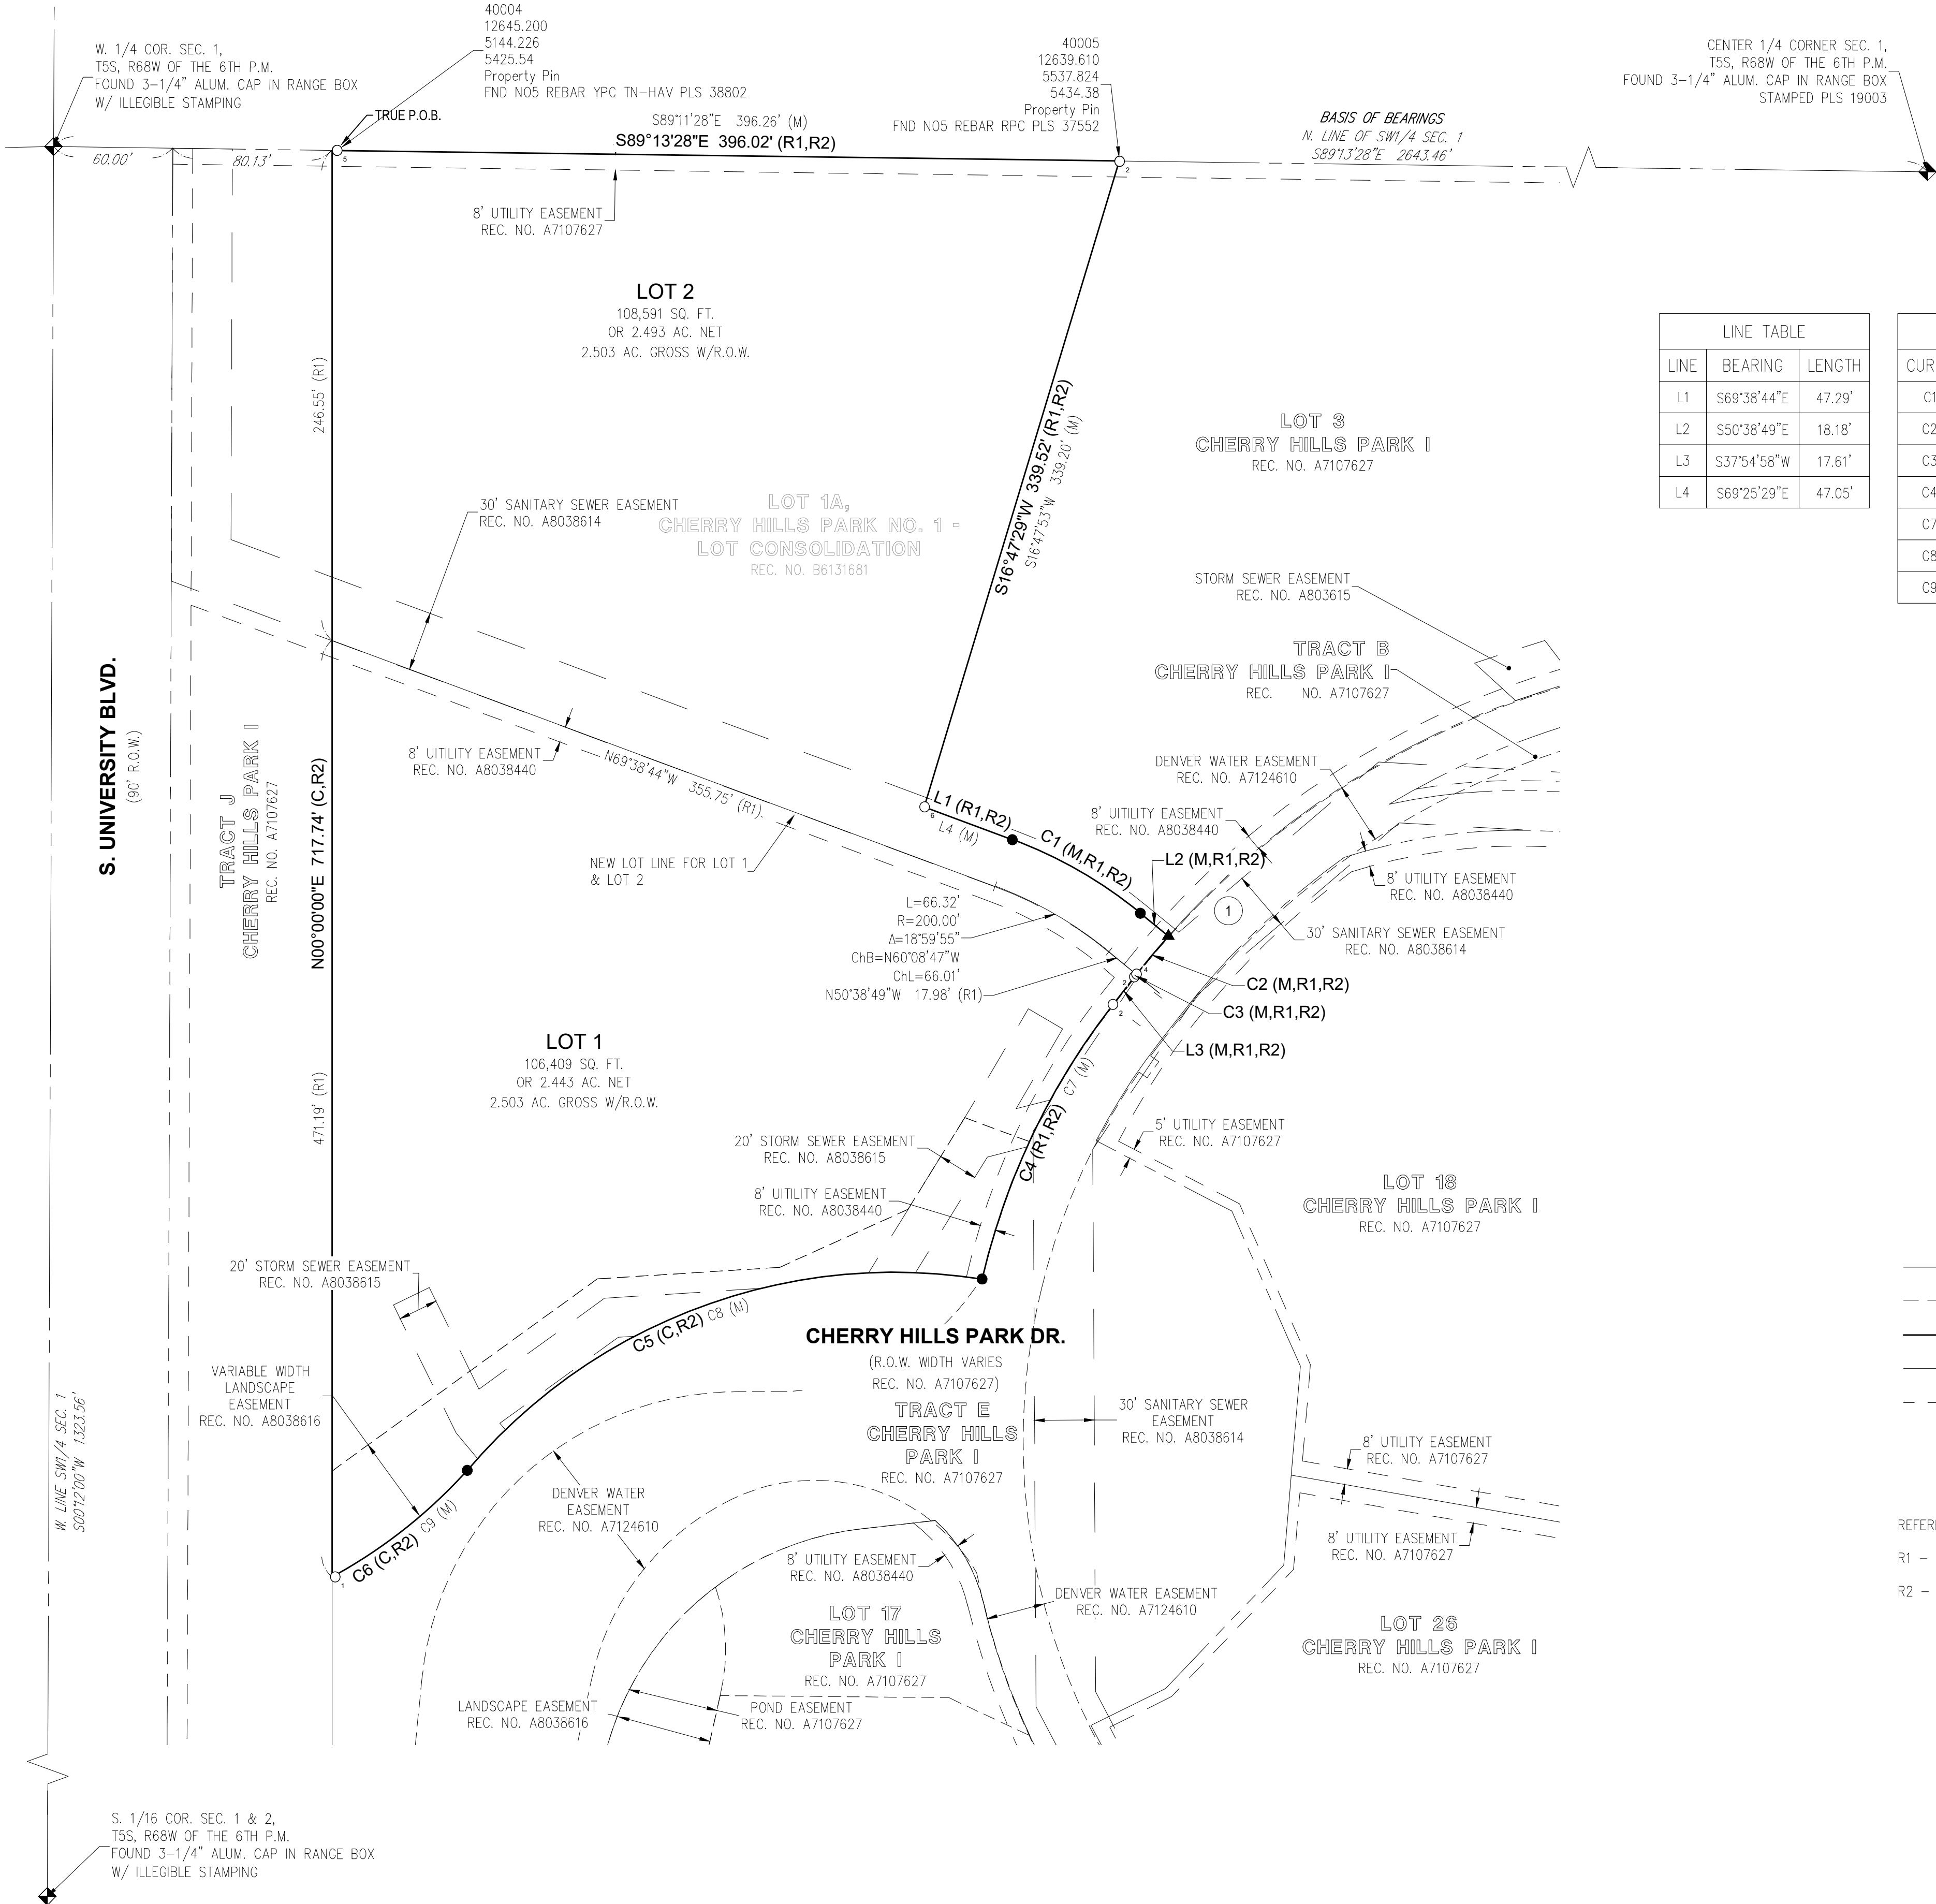 W. 1/4 COR. SEC. 1,
T5S, R68W OF THE 6TH P.M.
FOUND 3-1/4" ALUM. CAP IN RANGE BOX
W/ ILLEGIBLE STAMPING
40004
12645.200
5144.226
5425.54
Property Pin
FND NO5 REBAR YPC TN-HAV PLS 38802
40005
12639.610
5537.824
5434.38
Property Pin
FND NO5 REBAR RPC PLS 37552
CENTER 1/4 CORNER SEC. 1,
T5S, R68W OF THE 6TH P.M.
FOUND 3-1/4" ALUM. CAP IN RANGE BOX
STAMPED PLS 19003
TRUE P.O.B.
S89°11'28"E 396.26' (M)
S89°13'28"E 396.02' (R1,R2)
BASIS OF BEARINGS
N. LINE OF SW1/4 SEC. 1
S89°13'28"E 2643.46'
60.00'
80.13'
5
2
8' UTILITY EASEMENT
REC. NO. A7107627
LOT 2
108,591 SQ. FT.
OR 2.493 AC. NET
2.503 AC. GROSS W/R.O.W.
246.55' (R1)
S16°47'29"W 339.52' (R1,R2)
S16°47'53"W 339.20' (M)
LOT 3
CHERRY HILLS PARK I
REC. NO. A7107627
LINE TABLE
LINE BEARING LENGTH
L1 S69°38'44"E 47.29'
L2 S50°38'49"E 18.18'
L3 S37°54'58"W 17.61'
L4 S69°25'29"E 47.05'
CUR
C1
C2
C3
C4
C7
C8
C9
30' SANITARY SEWER EASEMENT
REC. NO. A8038614
LOT 1A,
CHERRY HILLS PARK NO. 1 -
LOT CONSOLIDATION
REC. NO. B6131681
STORM SEWER EASEMENT
REC. NO. A803615
TRACT B
CHERRY HILLS PARK I
REC. NO. A7107627
S. UNIVERSITY BLVD.
(90' R.O.W.)
TRACT J
CHERRY HILLS PARK I
REC. NO. A7107627
N00°00'00"E 717.74' (C,R2)
8' UITILITY EASEMENT
REC. NO. A8038440
N69°38'44"W 355.75' (R1).
DENVER WATER EASEMENT
REC. NO. A7124610
6
L1 (R1,R2)
L4 (M)
C1 (M,R1,R2)
8' UITILITY EASEMENT
REC. NO. A8038440
L2 (M,R1,R2)
NEW LOT LINE FOR LOT 1
& LOT 2
8' UTILITY EASEMENT
REC. NO. A8038440
1
L=66.32'
R=200.00'
Δ=18°59'55"
ChB=N60°08'47"W
ChL=66.01'
N50°38'49"W 17.98' (R1)
30' SANITARY SEWER EASEMENT
REC. NO. A8038614
4
2
2
C2 (M,R1,R2)
C3 (M,R1,R2)
L3 (M,R1,R2)
LOT 1
106,409 SQ. FT.
OR 2.443 AC. NET
2.503 AC. GROSS W/R.O.W.
471.19' (R1)
C7 (M)
C4 (R1,R2)
5' UTILITY EASEMENT
REC. NO. A7107627
20' STORM SEWER EASEMENT
REC. NO. A8038615
8' UITILITY EASEMENT
REC. NO. A8038440
LOT 18
CHERRY HILLS PARK I
REC. NO. A7107627
20' STORM SEWER EASEMENT
REC. NO. A8038615
C5 (C,R2)
C8 (M)
CHERRY HILLS PARK DR.
(R.O.W. WIDTH VARIES
REC. NO. A7107627)
VARIABLE WIDTH
LANDSCAPE
EASEMENT
REC. NO. A8038616
W. LINE SW1/4 SEC. 1
S00°12'00"W 1323.56'
TRACT E
CHERRY HILLS
PARK I
REC. NO. A7107627
30' SANITARY SEWER
EASEMENT
REC. NO. A8038614
8' UTILITY EASEMENT
REC. NO. A7107627
C9 (M)
C6 (C,R2)
1
DENVER WATER
EASEMENT
REC. NO. A7124610
8' UTILITY EASEMENT
REC. NO. A7107627
REFERE
R1 -
R2 -
8' UTILITY EASEMENT
REC. NO. A8038440
DENVER WATER EASEMENT
REC. NO. A7124610
LOT 17
CHERRY HILLS
PARK I
REC. NO. A7107627
LOT 26
CHERRY HILLS PARK I
REC. NO. A7107627
LANDSCAPE EASEMENT
REC. NO. A8038616
POND EASEMENT
REC. NO. A7107627
S. 1/16 COR. SEC. 1 & 2,
T5S, R68W OF THE 6TH P.M.
FOUND 3-1/4" ALUM. CAP IN RANGE BOX
W/ ILLEGIBLE STAMPING